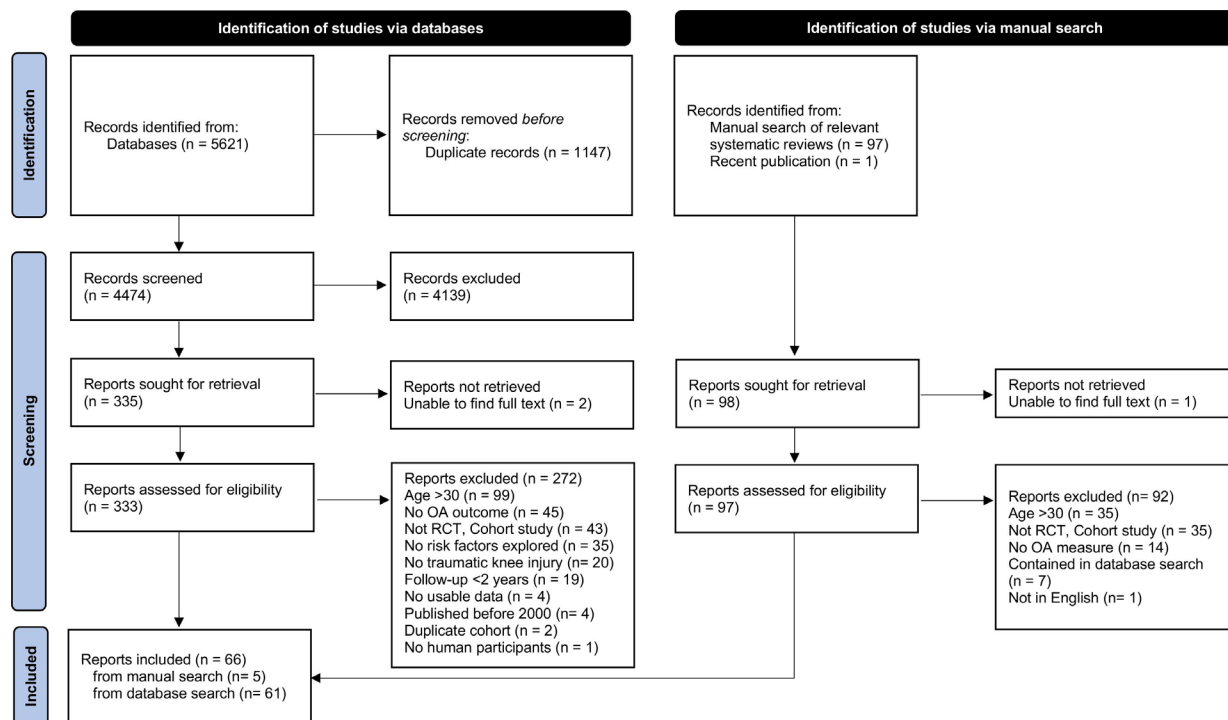 Identification of studies via databases
Identification of studies via manual search
Identification
Records identified from:
Databases (n = 5621)
Records removed before
screening:
Duplicate records (n = 1147)
Records identified from:
Manual search of relevant
systematic reviews (n = 97)
Recent publication (n = 1)
Screening
Records screened
(n = 4474)
Records excluded
(n = 4139)
Reports sought for retrieval
(n = 335)
Reports not retrieved
Unable to find full text (n = 2)
Reports sought for retrieval
(n = 98)
Reports not retrieved
Unable to find full text (n = 1)
Reports assessed for eligibility
(n = 333)
Reports excluded (n = 272)
Age >30 (n = 99)
No OA outcome (n = 45)
Not RCT, Cohort study (n = 43)
No risk factors explored (n = 35)
No traumatic knee injury (n= 20)
Follow-up <2 years (n = 19)
No usable data (n = 4)
Published before 2000 (n= 4)
Duplicate cohort (n = 2)
No human participants (n = 1)
Reports assessed for eligibility
(n = 97)
Reports excluded (n= 92)
Age >30 (n = 35)
Not RCT, Cohort study (n = 35)
No OA measure (n = 14)
Contained in database search
(n = 7)
Not in English (n= 1)
Included
Reports included (n = 66)
from manual search (n= 5)
from database search (n= 61)